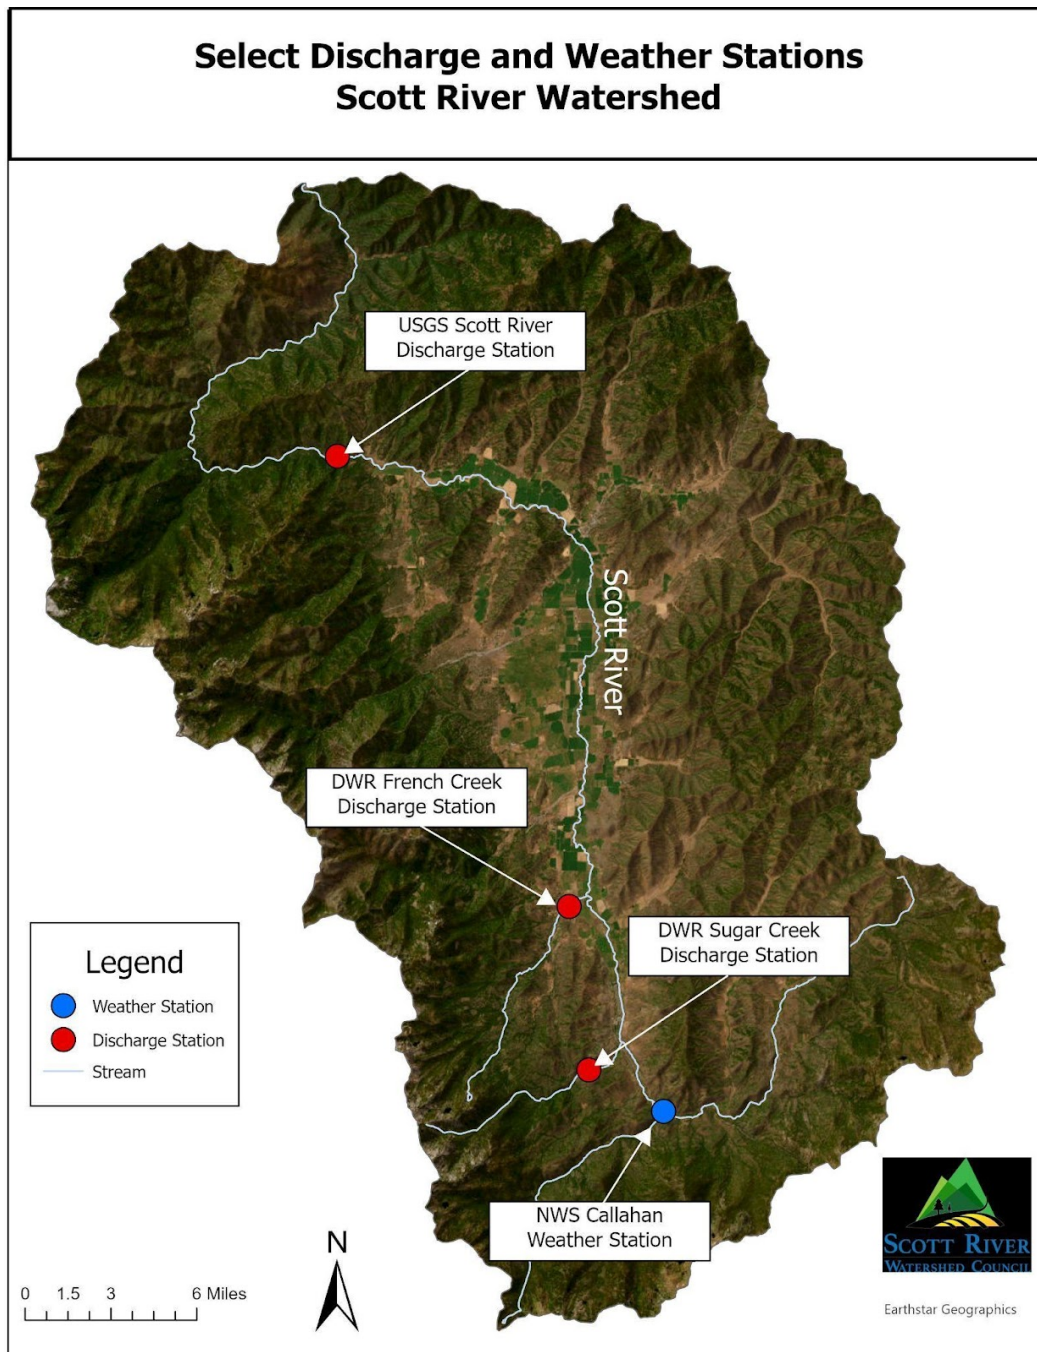 Select Discharge and Weather Stations
Scott River Watershed
USGS Scott River
Discharge Station
Scott River
DWR French Creek
Discharge Station
DWR Sugar Creek
Discharge Station
Legend
Weather Station
Discharge Station
Stream
NWS Callahan
Weather Station
N
0 1.5 3 6 Miles
SCOTT RIVER
WATERSHED COUNCIL
Earthstar Geographics